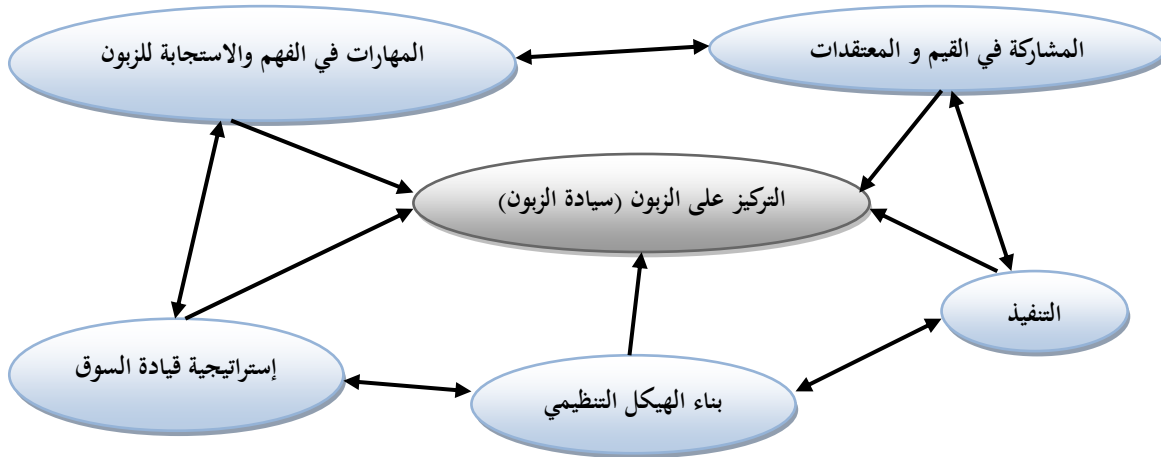 المشاركة في القيم و المعتقدات
المهارات في الفهم والاستجابة للزبون
التركيز على الزبون (سيادة الزبون)
التنفيذ
إستراتيجية قيادة السوق
بناء الهيكل التنظيمي